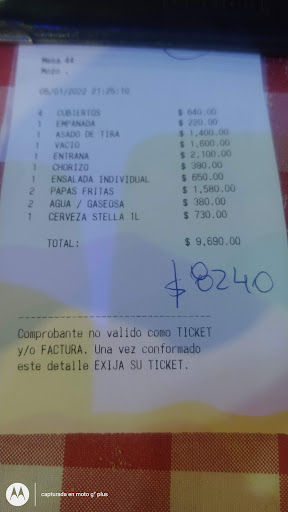 Mesa 44
Mozo .
05/01/2022 21:25:10
4 CUBIERTOS $ 640.00
1 EMPANADA $ 220.00
1 ASADO DE TIRA $ 1,400.00
1 VACIO $ 1,600.00
1 ENTRANA $ 2,100.00
1 CHORIZO $ 390.00
1 ENSALADA INDIVIDUAL $ 650.00
2 PAPAS FRITAS $ 1,580.00
2 AGUA / GASEOSA $ 380.00
1 CERVEZA STELLA 1L $ 730.00
TOTAL: $ 9,690.00
$ 8240
Comprobante no valido como TICKET
y/o FACTURA. Una vez conformado
este detalle EXIJA SU TICKET.
capturada en moto g⁵ plus